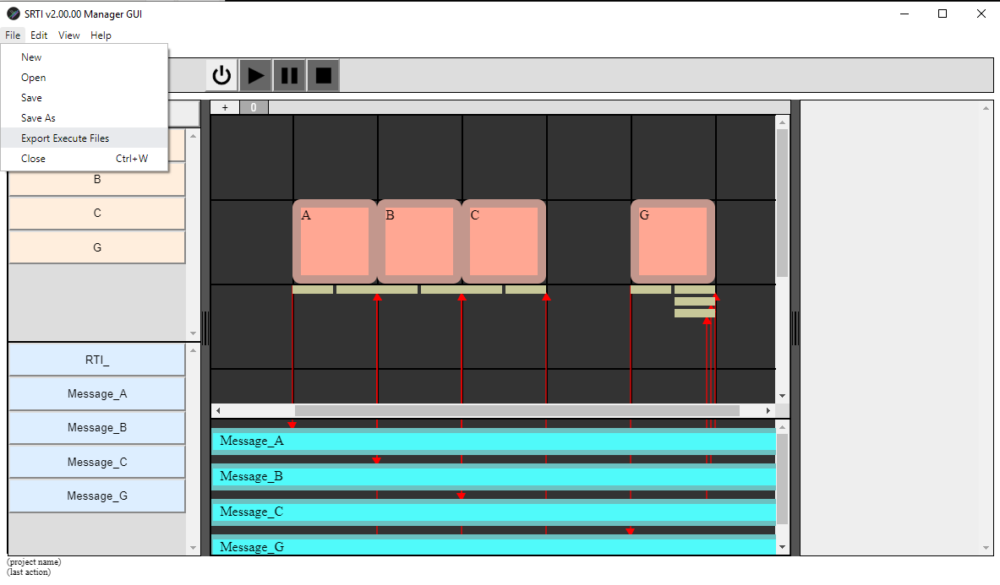 SRTI v2.00.00 Manager GUI
File Edit View Help
New
Open
Save
Save As
Export Execute Files
Close Ctrl+W
+ 0
B
C
G
A B C G
RTI_
Message_A
Message_B
Message_C
Message_G
Message_A
Message_B
Message_C
Message_G
(project name)
(last action)